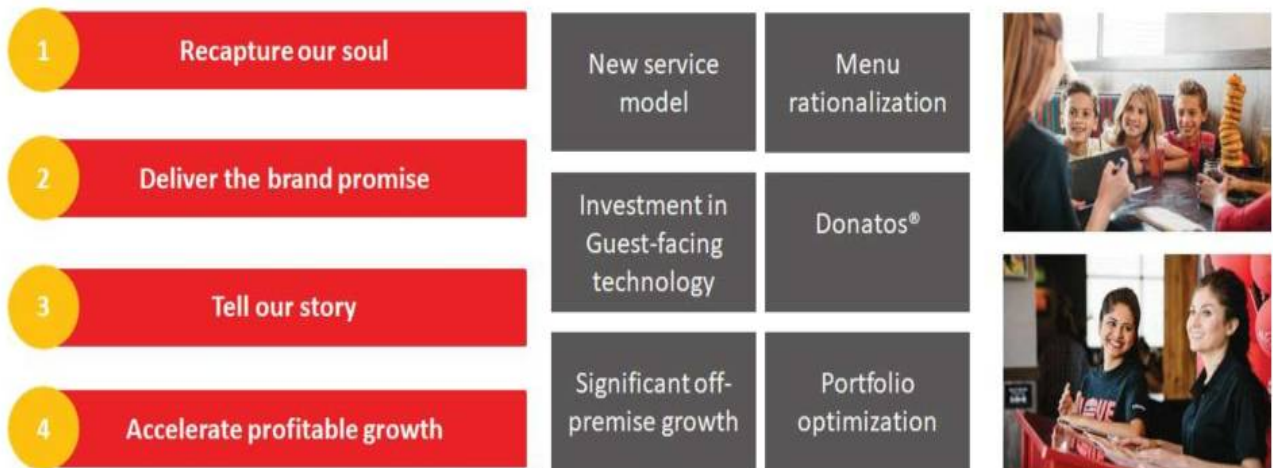 1
Recapture our soul
2
Deliver the brand promise
3
Tell our story
4
Accelerate profitable growth
New service
model
Menu
rationalization
Investment in
Guest-facing
technology
Donatos®
Significant off-
premise growth
Portfolio
optimization